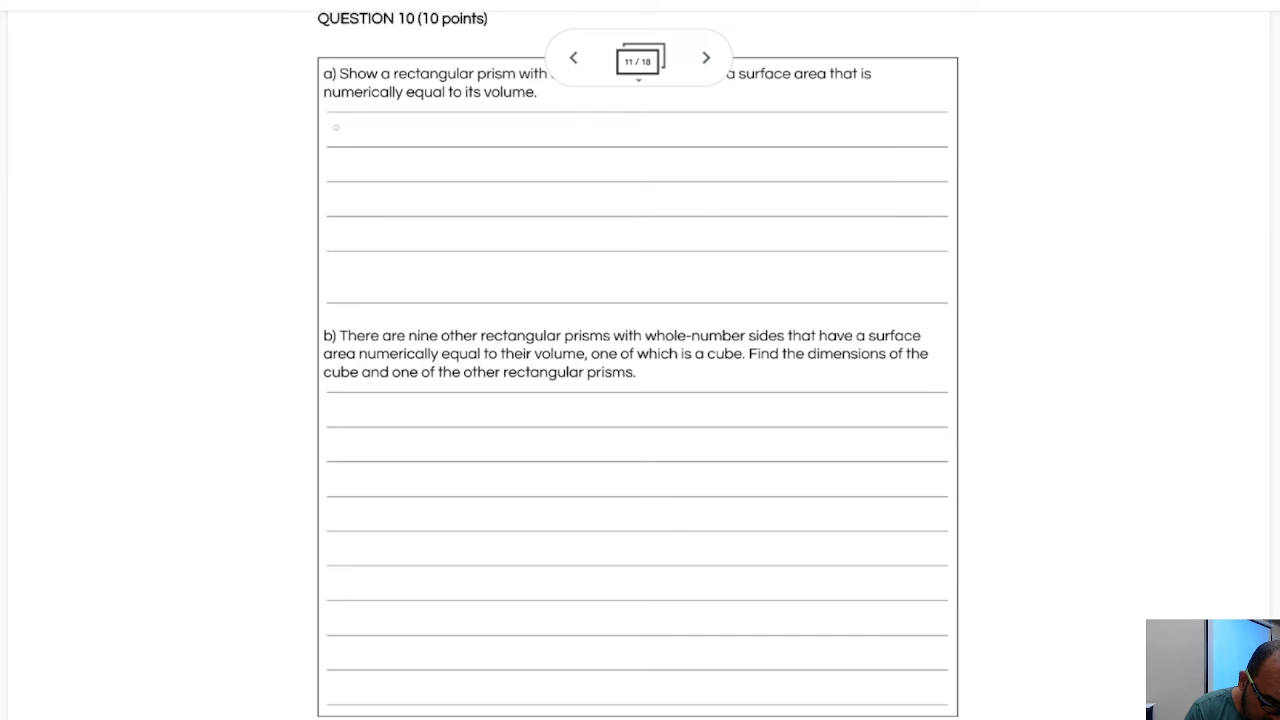 QUESTION 10 (10 points)
11 / 18
a) Show a rectangular prism with a surface area that is
numerically equal to its volume.
b) There are nine other rectangular prisms with whole-number sides that have a surface
area numerically equal to their volume, one of which is a cube. Find the dimensions of the
cube and one of the other rectangular prisms.